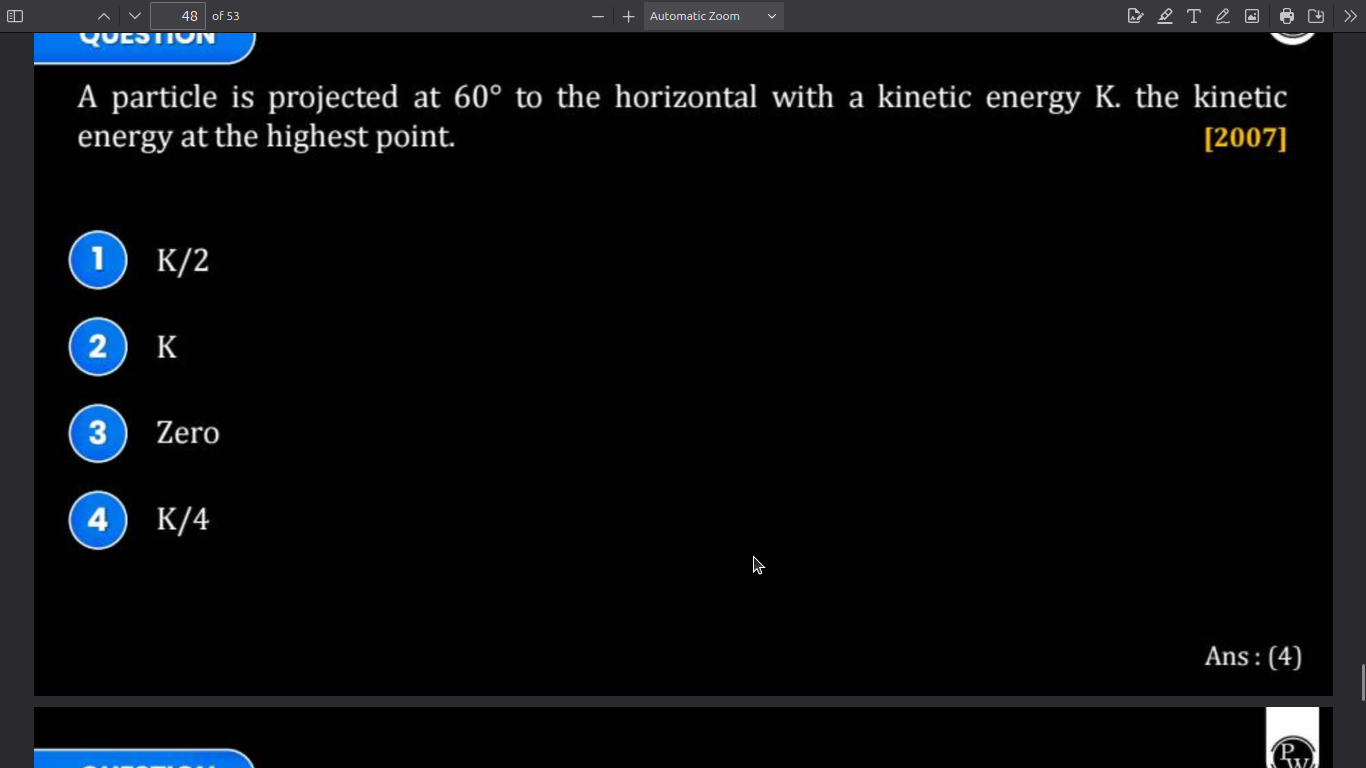 48 of 53 Automatic Zoom
QUESTION
A particle is projected at 60° to the horizontal with a kinetic energy K. the kinetic
energy at the highest point. [2007]
1 K/2
2 K
3 Zero
4 K/4
Ans : (4)
QUESTION
PW